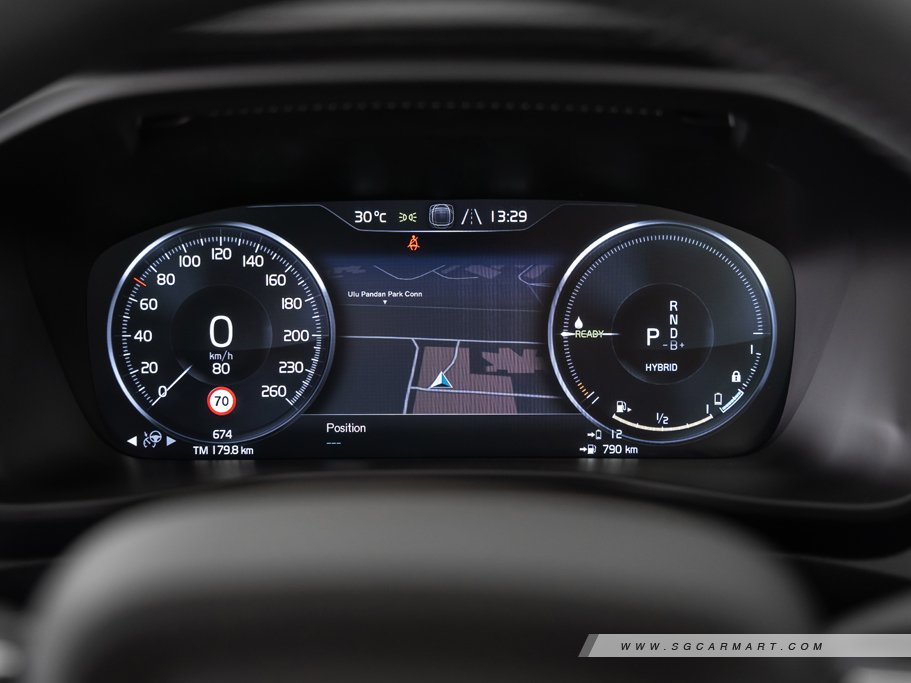 30°C 13:29
0 20 40 60 80 100 120 140 160 180 200 230 260
0
km/h
80
70
674
TM 179.8 km
Ulu Pandan Park Conn
Position
---
READY
R
N
D
P -B+
HYBRID
1/2 1
1
12
790 km
WWW.SGCARMART.COM